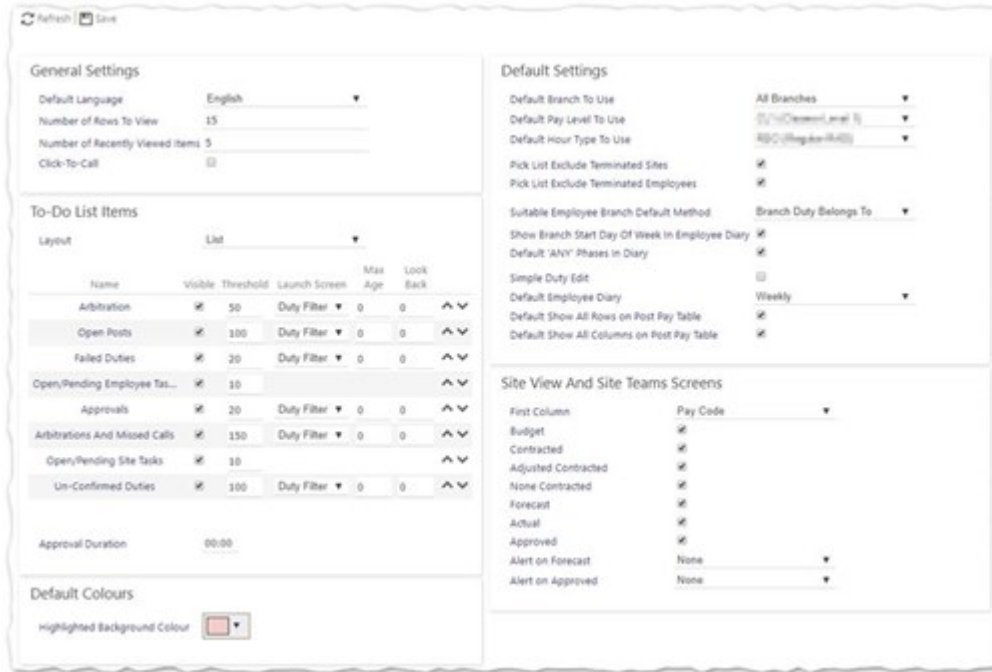 Refresh Save
General Settings
Default Language English
Number of Rows To View 15
Number of Recently Viewed Items 5
Click-To-Call
To-Do List Items
Layout List
Name Visible Threshold Launch Screen Max Age Look Back
Arbitration 50 Duty Filter 0 0
Open Posts 100 Duty Filter 0 0
Failed Duties 20 Duty Filter 0 0
Open/Pending Employee Tas... 10
Approvals 20 Duty Filter 0 0
Arbitrations And Missed Calls 150 Duty Filter 0 0
Open/Pending Site Tasks 10
Un-Confirmed Duties 100 Duty Filter 0 0
Approval Duration 00:00
Default Colours
Highlighted Background Colour
Default Settings
Default Branch To Use All Branches
Default Pay Level To Use
Default Hour Type To Use
Pick List Exclude Terminated Sites
Pick List Exclude Terminated Employees
Suitable Employee Branch Default Method Branch Duty Belongs To
Show Branch Start Day Of Week In Employee Diary
Default 'ANY' Phases In Diary
Simple Duty Edit
Default Employee Diary Weekly
Default Show All Rows on Post Pay Table
Default Show All Columns on Post Pay Table
Site View And Site Teams Screens
First Column Pay Code
Budget
Contracted
Adjusted Contracted
None Contracted
Forecast
Actual
Approved
Alert on Forecast None
Alert on Approved None